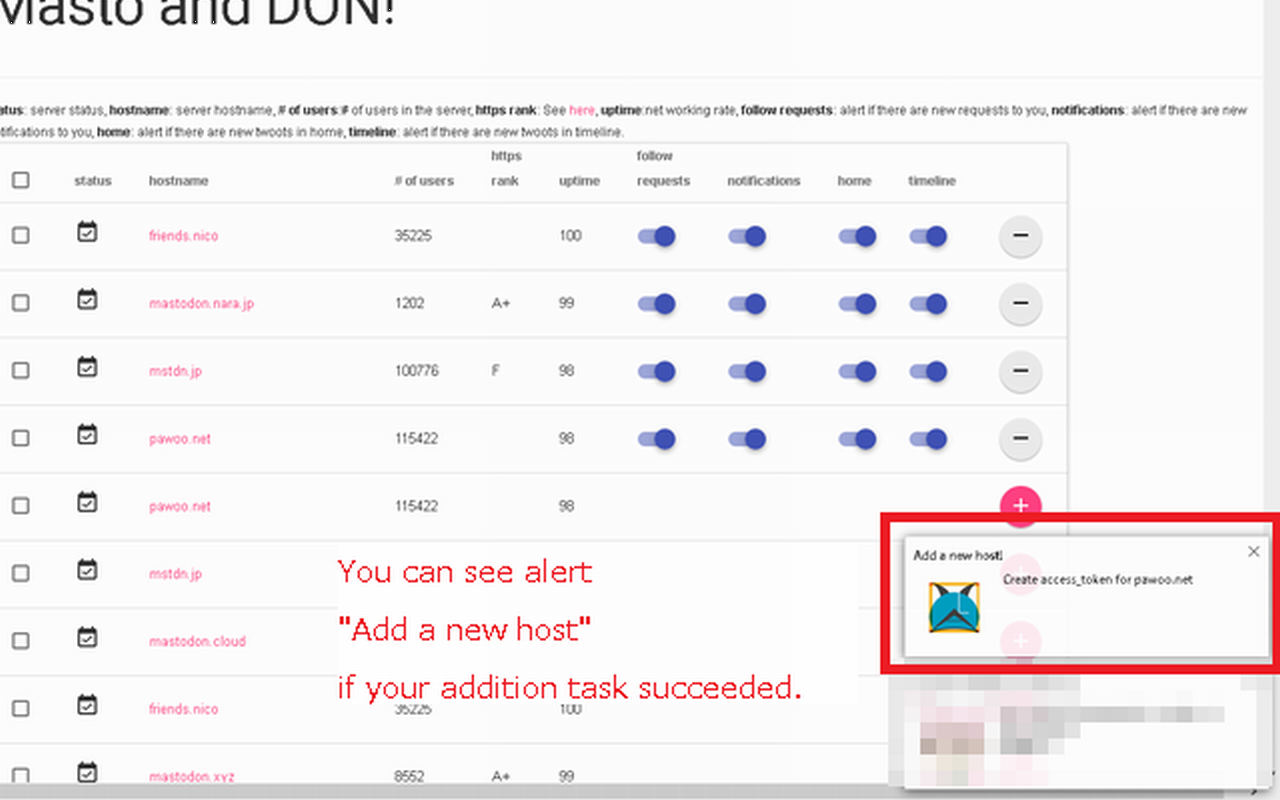 Masto and DON!
atus: server status, hostname: server hostname, # of users:# of users in the server, https rank: See here, uptime:net working rate, follow requests: alert if there are new requests to you, notifications: alert if there are new
tifications to you, home: alert if there are new twoots in home, timeline: alert if there are new twoots in timeline.
status hostname # of users https rank uptime follow requests notifications home timeline
friends.nico 35225 100
mastodon.nara.jp 1202 A+ 99
mstdn.jp 100776 F 98
pawoo.net 115422 98
pawoo.net 115422 98
mstdn.jp
mastodon.cloud
friends.nico 35225 100
mastodon.xyz 8552 A+ 99
You can see alert
"Add a new host"
if your addition task succeeded.
Add a new host!
Create access_token for pawoo.net